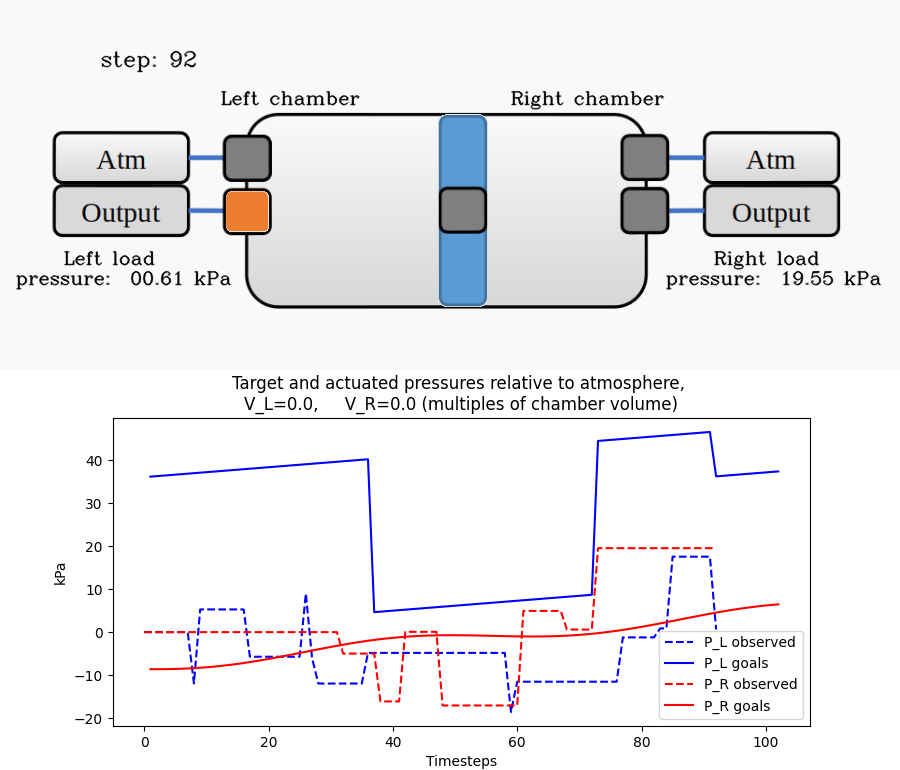 step: 92
Left chamber
Right chamber
Atm
Atm
Output
Output
Left load
pressure: 00.61 kPa
Right load
pressure: 19.55 kPa
Target and actuated pressures relative to atmosphere,
V_L=0.0, V_R=0.0 (multiples of chamber volume)
kPa
40
30
20
10
0
−10
−20
P_L observed
P_L goals
P_R observed
P_R goals
0 20 40 60 80 100
Timesteps